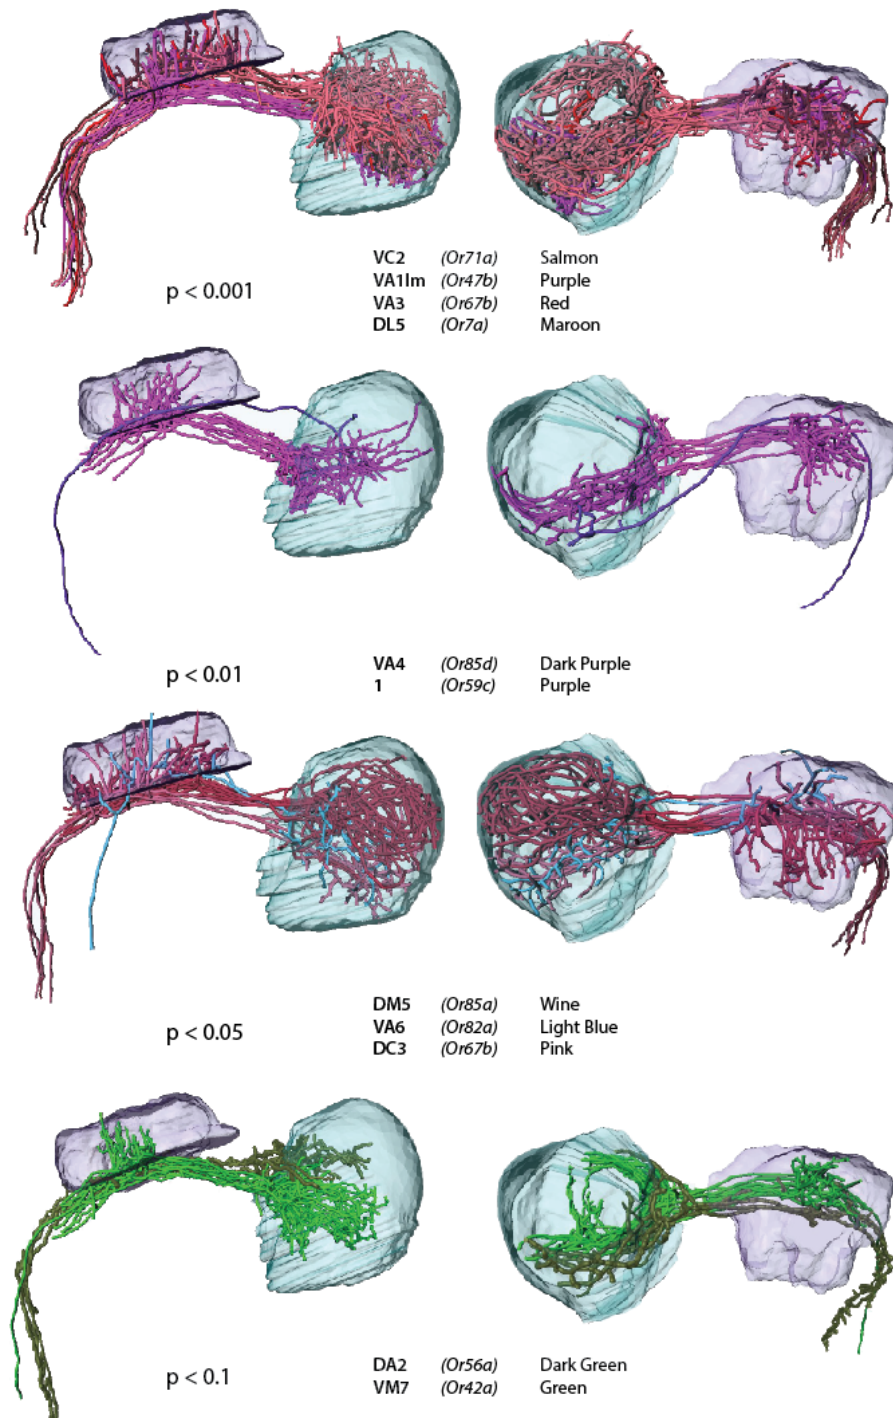 VC2 (Or71a) Salmon
p < 0.001 VA1lm (Or47b) Purple
VA3 (Or67b) Red
DL5 (Or7a) Maroon
VA4 (Or85d) Dark Purple
p < 0.01 1 (Or59c) Purple
DM5 (Or85a) Wine
p < 0.05 VA6 (Or82a) Light Blue
DC3 (Or67b) Pink
DA2 (Or56a) Dark Green
p < 0.1 VM7 (Or42a) Green